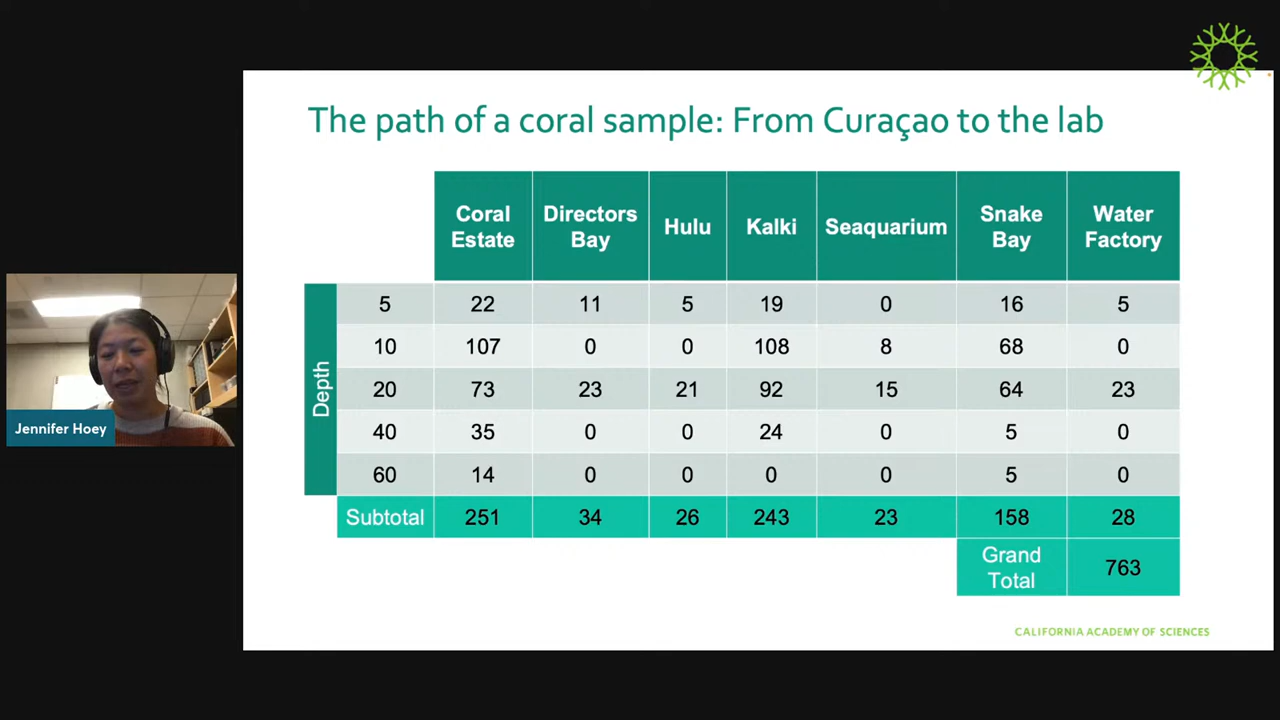 The path of a coral sample: From Curaçao to the lab
Coral Estate Directors Bay Hulu Kalki Seaquarium Snake Bay Water Factory
Depth
5 22 11 5 19 0 16 5
10 107 0 0 108 8 68 0
20 73 23 21 92 15 64 23
40 35 0 0 24 0 5 0
60 14 0 0 0 0 5 0
Subtotal 251 34 26 243 23 158 28
Grand Total 763
Jennifer Hoey
CALIFORNIA ACADEMY OF SCIENCES